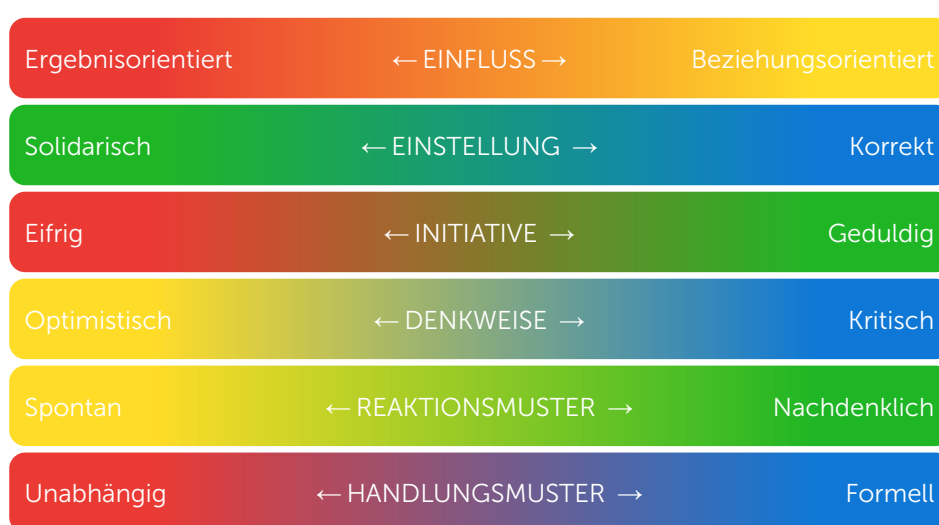 Ergebnisorientiert ← EINFLUSS → Beziehungsorientiert
Solidarisch ← EINSTELLUNG → Korrekt
Eifrig ← INITIATIVE → Geduldig
Optimistisch ← DENKWEISE → Kritisch
Spontan ← REAKTIONSMUSTER → Nachdenklich
Unabhängig ← HANDLUNGSMUSTER → Formell